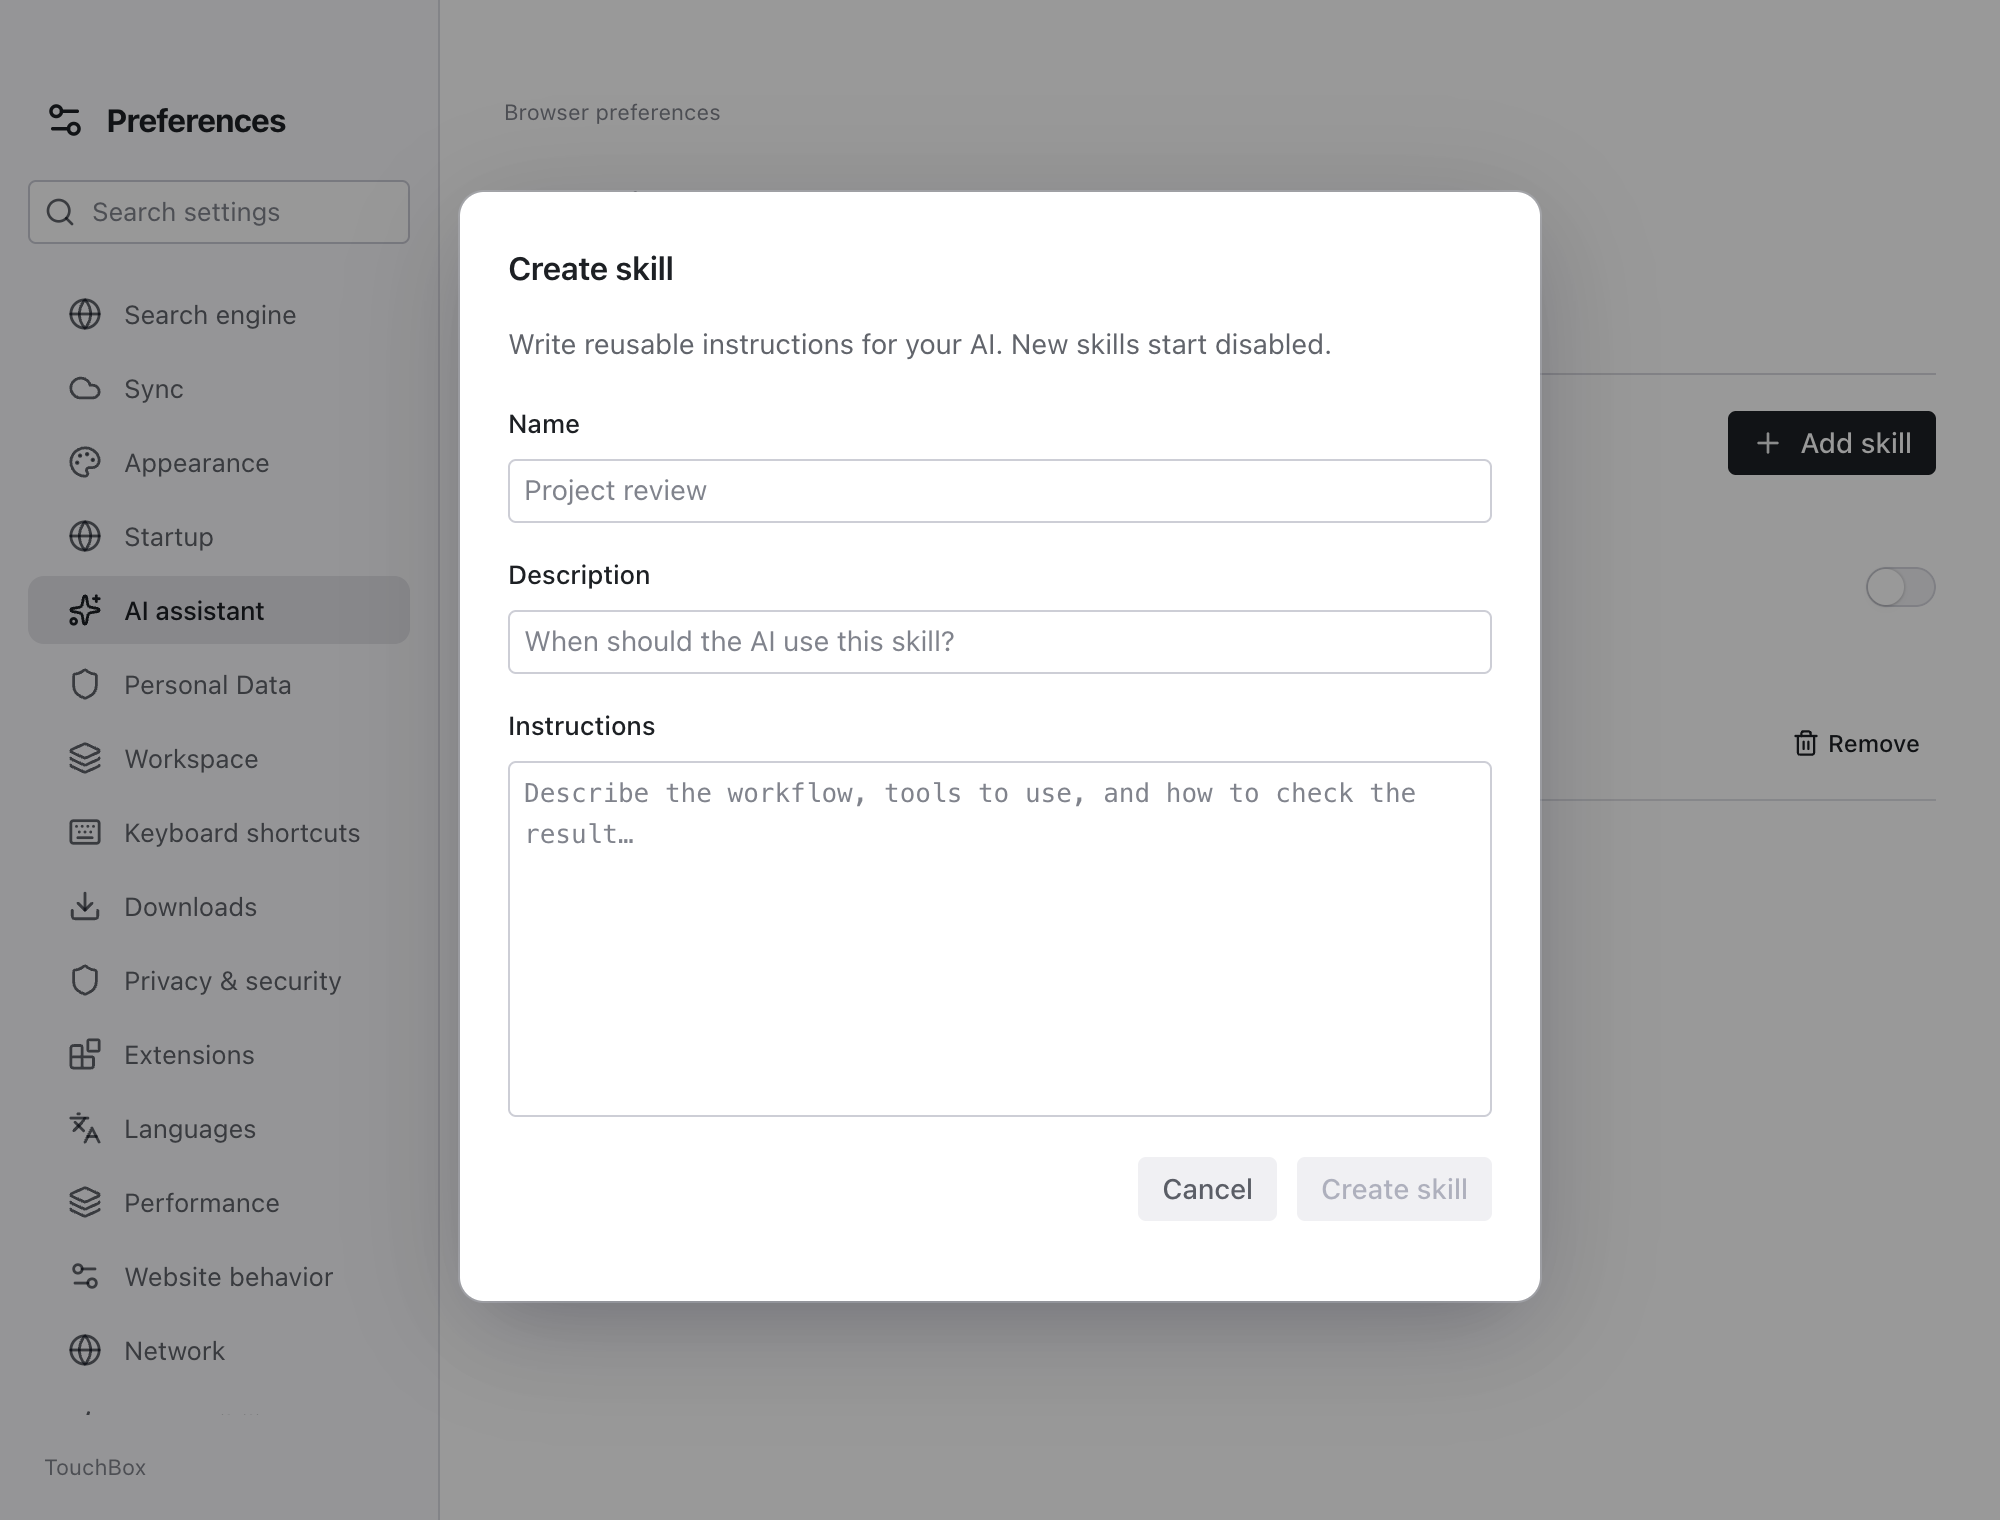 Preferences
Search settings
Search engine
Sync
Appearance
Startup
AI assistant
Personal Data
Workspace
Keyboard shortcuts
Downloads
Privacy & security
Extensions
Languages
Performance
Website behavior
Network
TouchBox
Browser preferences
Add skill
Remove
Create skill
Write reusable instructions for your AI. New skills start disabled.
Name
Project review
Description
When should the AI use this skill?
Instructions
Describe the workflow, tools to use, and how to check the
result…
Cancel
Create skill